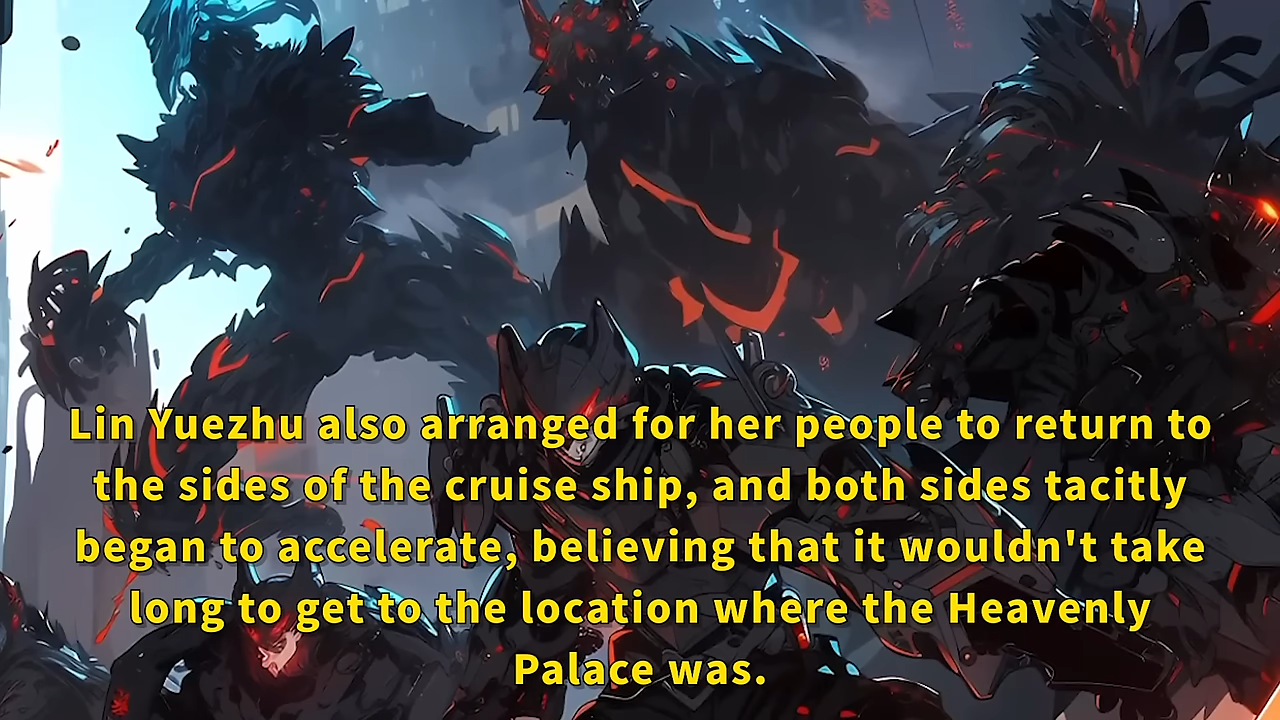 Lin Yuezhu also arranged for her people to return to
the sides of the cruise ship, and both sides tacitly
began to accelerate, believing that it wouldn't take
long to get to the location where the Heavenly
Palace was.